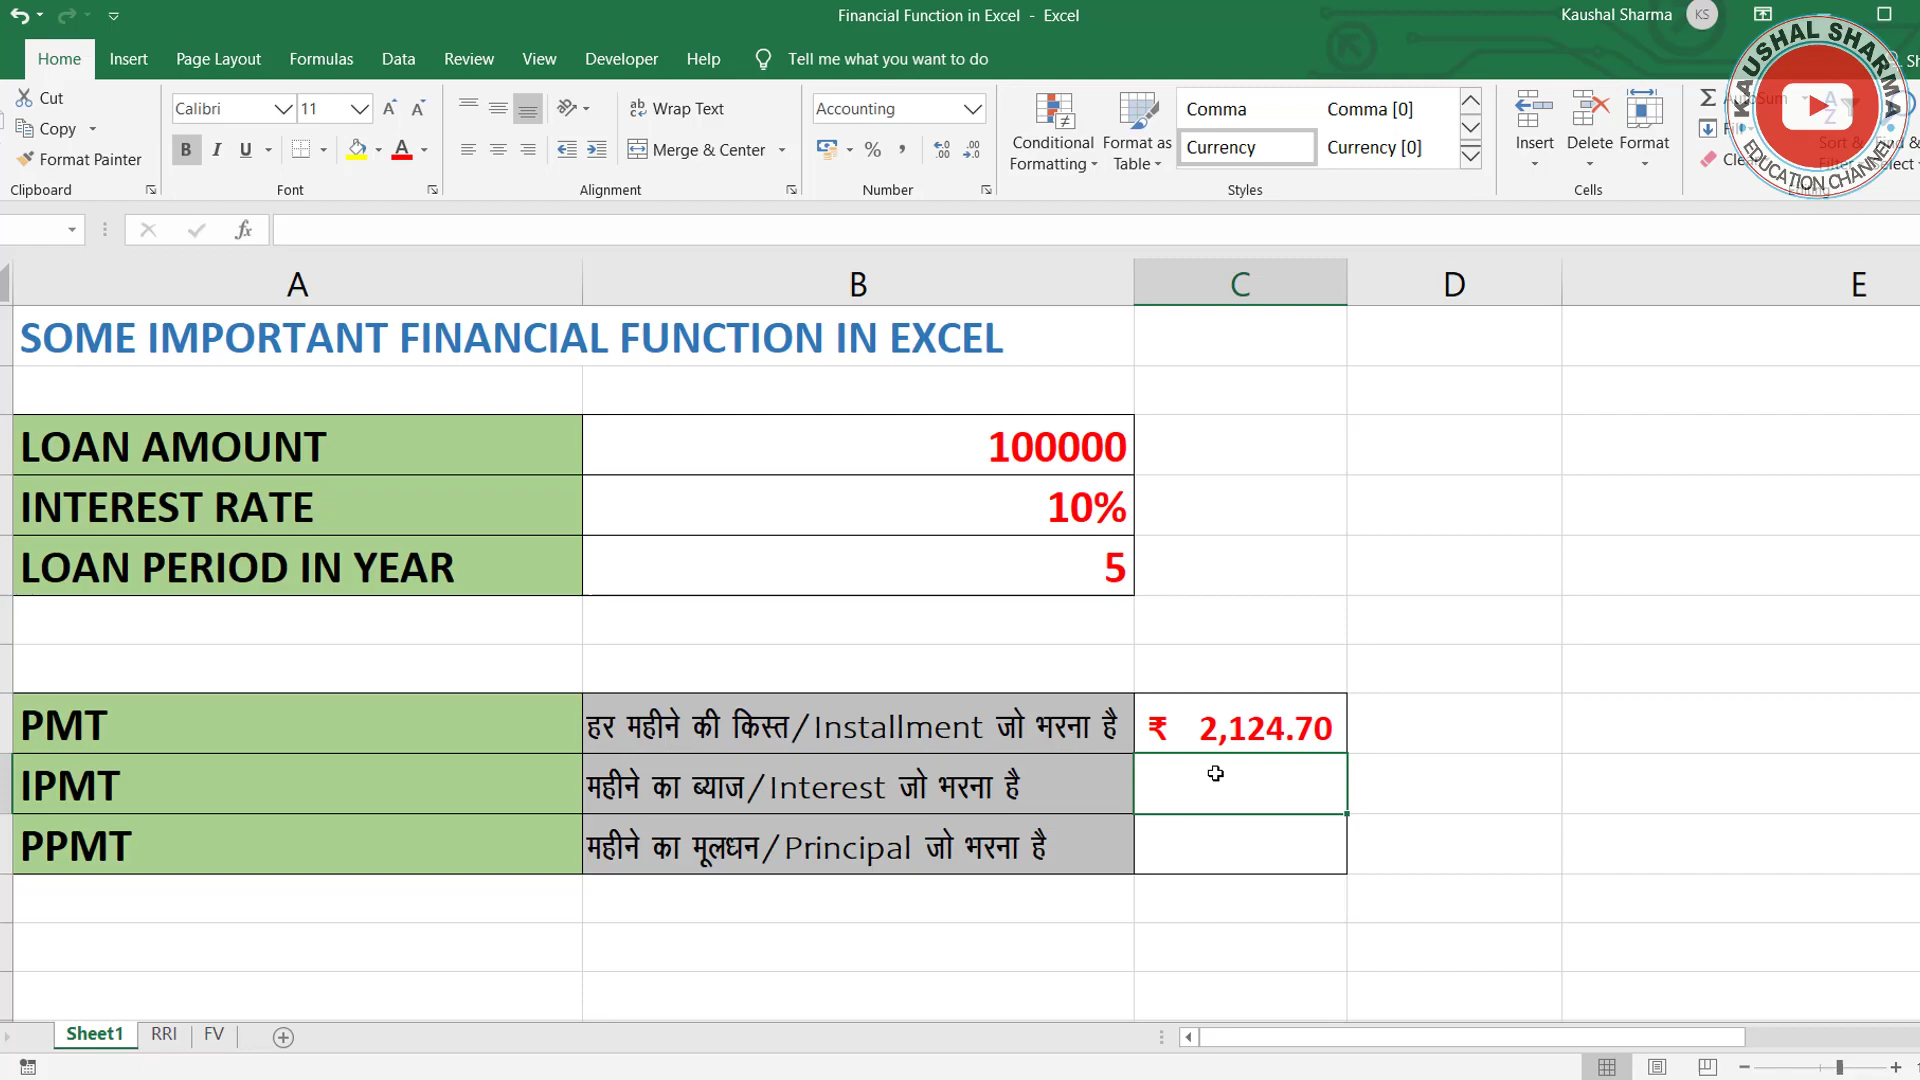 Financial Function in Excel - Excel
Kaushal Sharma KS
Home Insert Page Layout Formulas Data Review View Developer Help Tell me what you want to do
Cut
Copy
Format Painter
Clipboard
Calibri 11
B I U
Font
Wrap Text
Merge & Center
Alignment
Accounting
Number
Conditional Formatting
Format as Table
Comma Comma [0]
Currency Currency [0]
Styles
Insert Delete Format
Cells
KAUSHAL SHARMA
EDUCATION CHANNEL
fx
A B C D E
SOME IMPORTANT FINANCIAL FUNCTION IN EXCEL
LOAN AMOUNT 100000
INTEREST RATE 10%
LOAN PERIOD IN YEAR 5
PMT हर महीने की किस्त/Installment जो भरना है ₹ 2,124.70
IPMT महीने का ब्याज/Interest जो भरना है
PPMT महीने का मूलधन/Principal जो भरना है
Sheet1 RRI FV